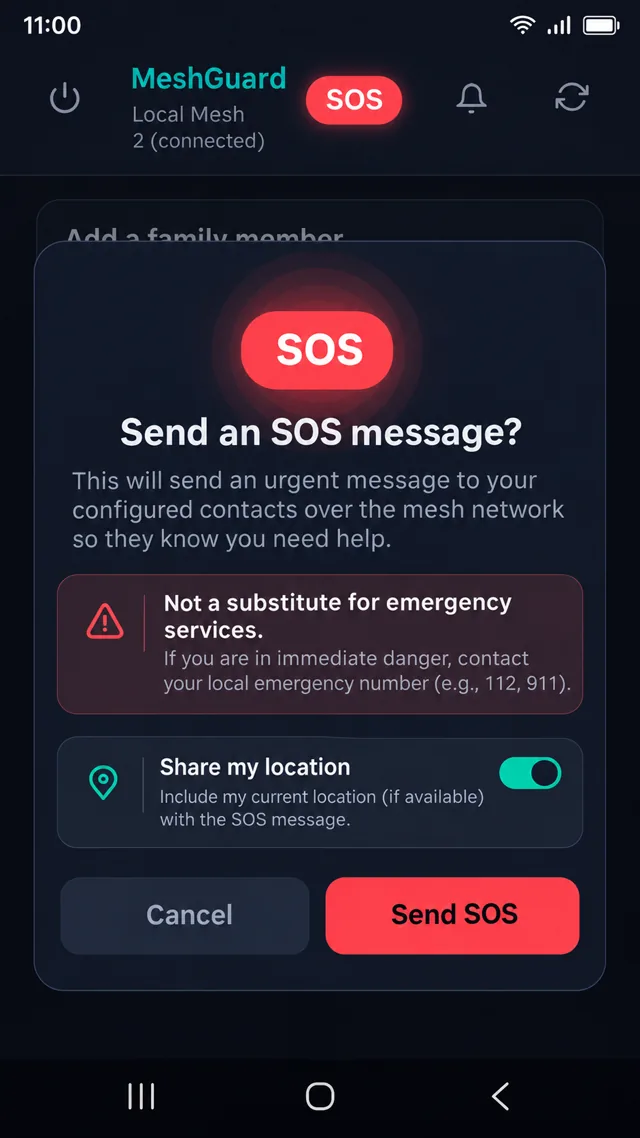 11:00
MeshGuard
Local Mesh
2 (connected)
SOS
Add a family member
SOS
Send an SOS message?
This will send an urgent message to your
configured contacts over the mesh network
so they know you need help.
Not a substitute for emergency
services.
If you are in immediate danger, contact
your local emergency number (e.g., 112, 911).
Share my location
Include my current location (if available)
with the SOS message.
Cancel
Send SOS